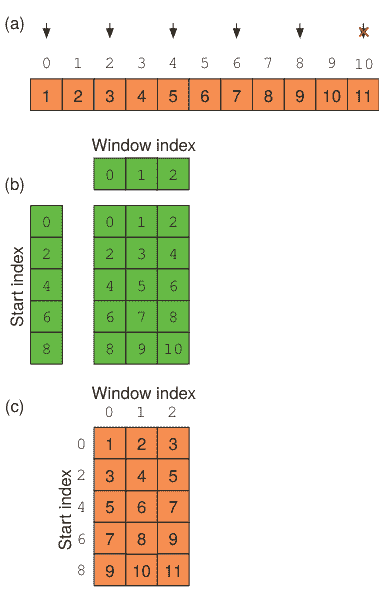 (a)
0 1 2 3 4 5 6 7 8 9 10
1 2 3 4 5 6 7 8 9 10 11
Window index
(b)
0 1 2
Start index
0 0 1 2
2 2 3 4
4 4 5 6
6 6 7 8
8 8 9 10
(c)
Window index
0 1 2
Start index
0 1 2 3
2 3 4 5
4 5 6 7
6 7 8 9
8 9 10 11